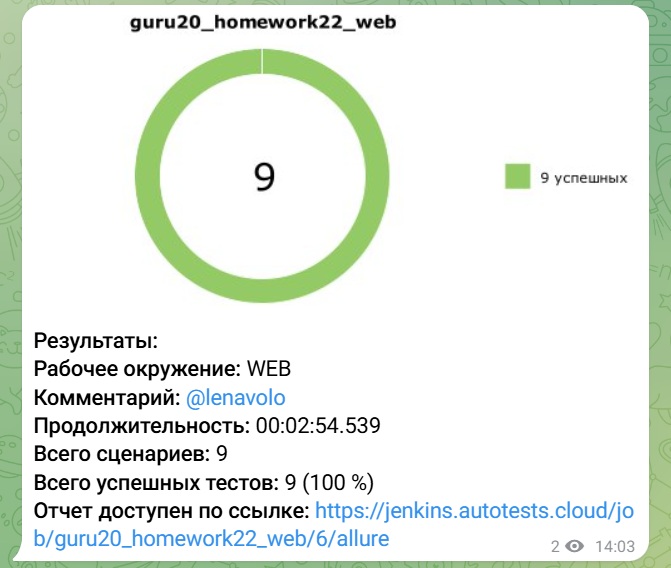 guru20_homework22_web
9
9 успешных
Результаты:
Рабочее окружение: WEB
Комментарий: @lenavolo
Продолжительность: 00:02:54.539
Всего сценариев: 9
Всего успешных тестов: 9 (100 %)
Отчет доступен по ссылке: https://jenkins.autotests.cloud/jo
b/guru20_homework22_web/6/allure
2 14:03